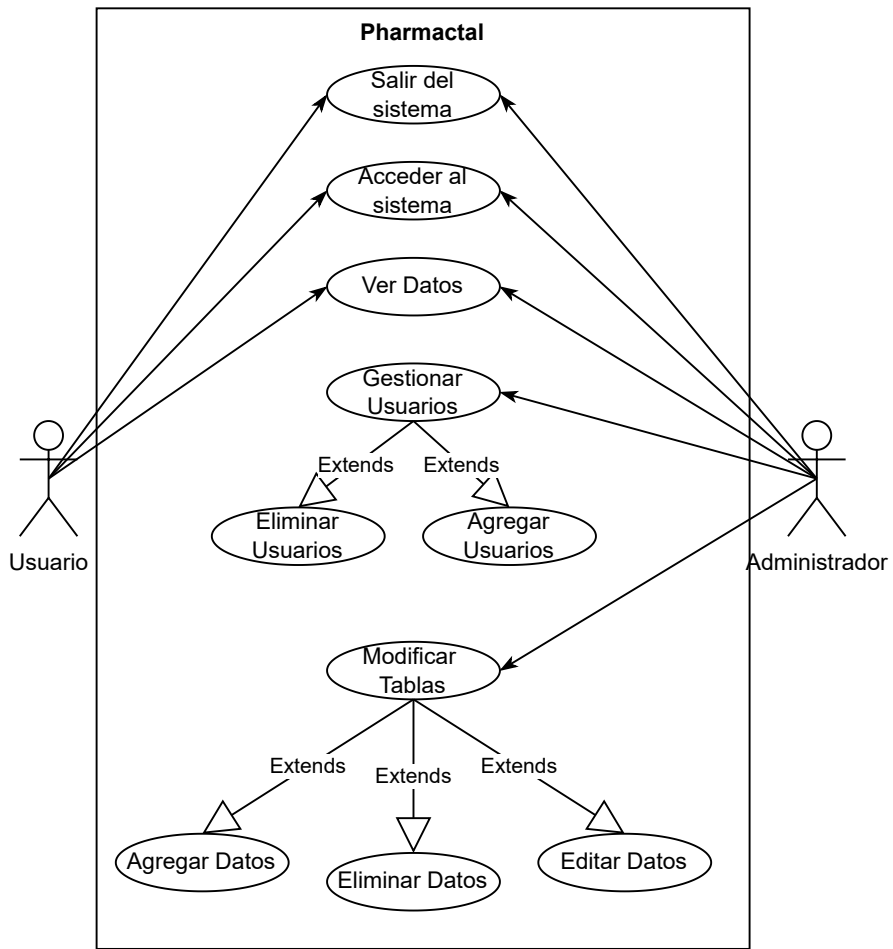 Pharmactal
Salir del
sistema
Acceder al
sistema
Ver Datos
Gestionar
Usuarios
Extends
Extends
Eliminar
Usuarios
Agregar
Usuarios
Usuario
Administrador
Modificar
Tablas
Extends
Extends
Extends
Agregar Datos
Eliminar Datos
Editar Datos